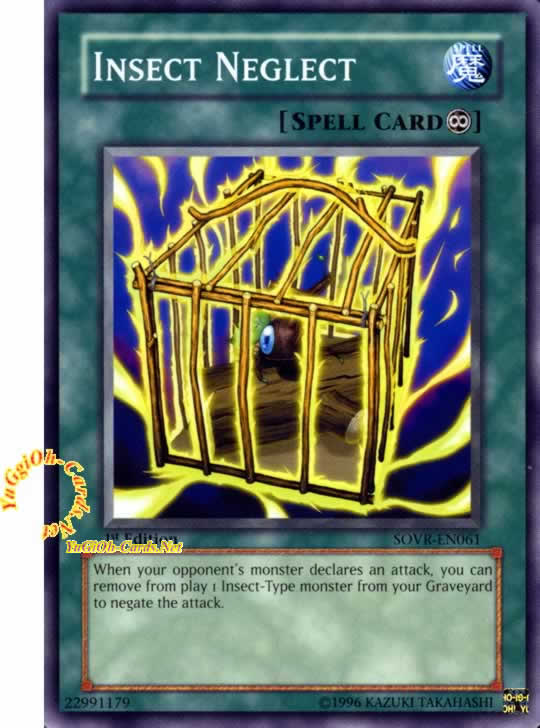 INSECT NEGLECT
魔
[SPELL CARD]
YuGgiOh-Cards.Net
1st Edition
SOVR-EN061
YuGiOh-Cards.Net
When your opponent's monster declares an attack, you can
remove from play 1 Insect-Type monster from your Graveyard
to negate the attack.
22991179
©1996 KAZUKI TAKAHASHI